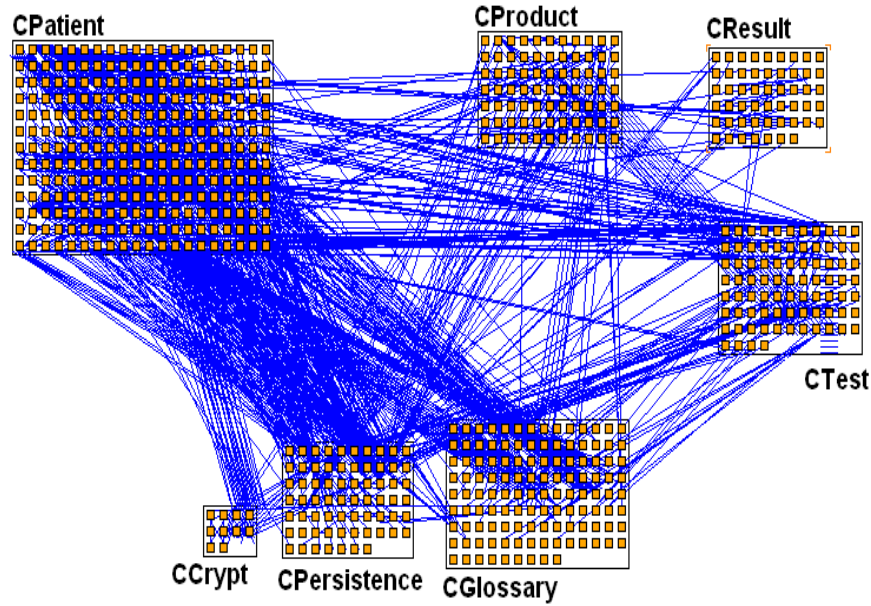 CPatient
CProduct
CResult
CTest
CCrypt
CPersistence
CGlossary